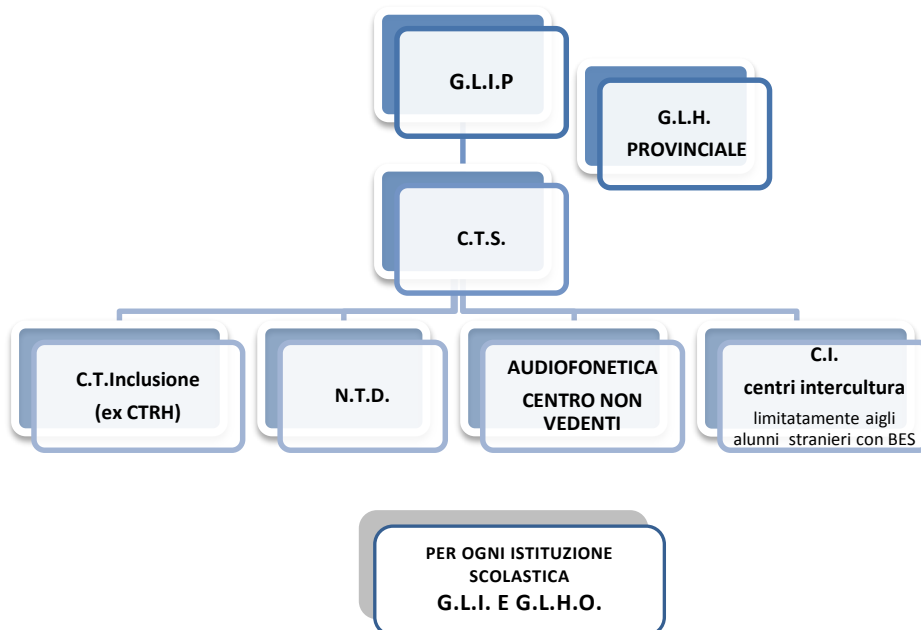 G.L.I.P
G.L.H.
PROVINCIALE
C.T.S.
C.T.Inclusione
(ex CTRH)
N.T.D.
AUDIOFONETICA
CENTRO NON
VEDENTI
C.I.
centri intercultura
limitatamente aigli
alunni stranieri con BES
PER OGNI ISTITUZIONE
SCOLASTICA
G.L.I. E G.L.H.O.